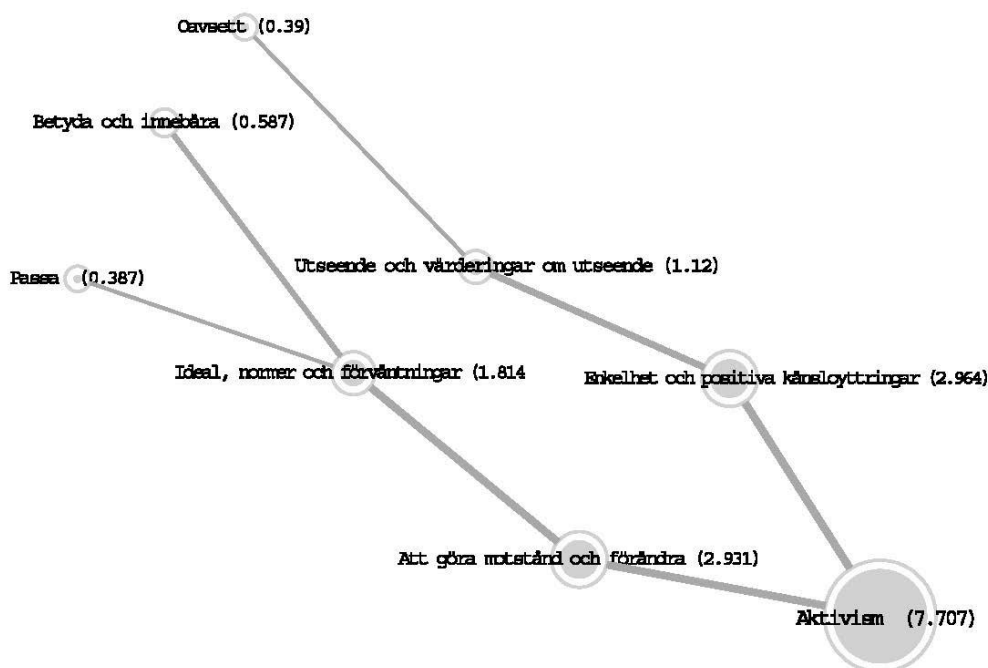 Oavsett (0.39)
Betyda och innebära (0.587)
Utseende och värderingar om utseende (1.12)
Passa (0.387)
Ideal, normer och förväntningar (1.814
Enkelhet och positiva känsloyttringar (2.964)
Att göra motstånd och förändra (2.931)
Aktivism (7.707)